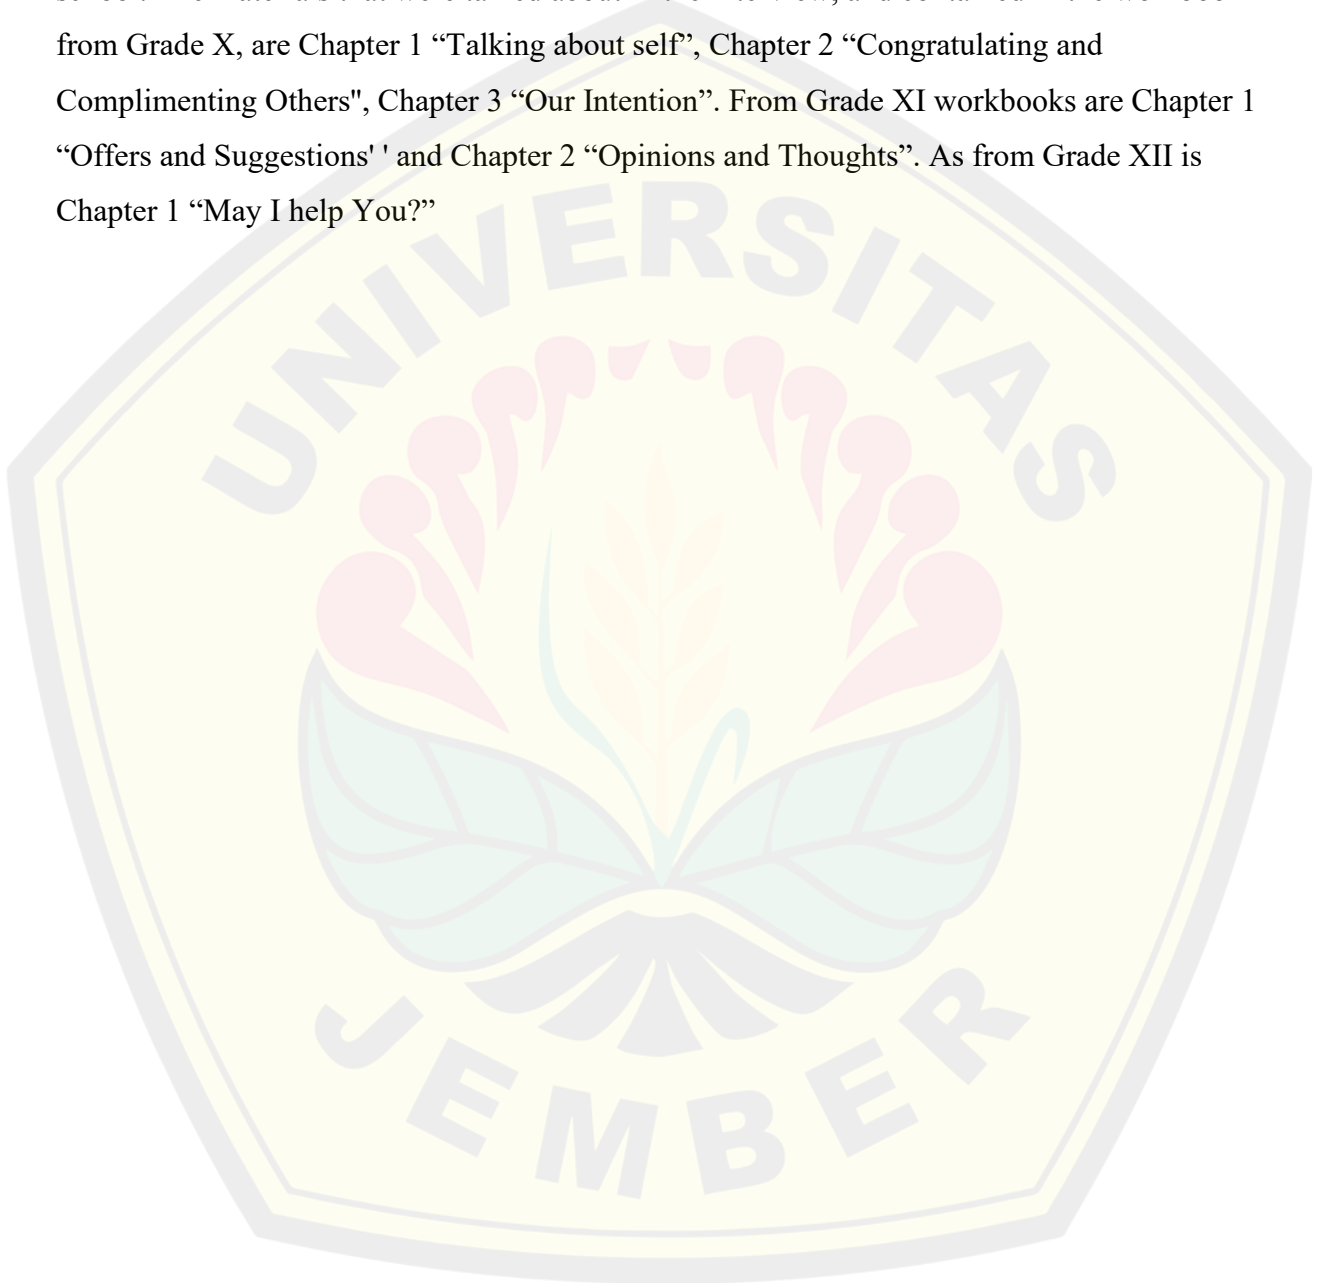 from Grade X, are Chapter 1 “Talking about self”, Chapter 2 “Congratulating and
Complimenting Others", Chapter 3 “Our Intention”. From Grade XI workbooks are Chapter 1
“Offers and Suggestions' ' and Chapter 2 “Opinions and Thoughts”. As from Grade XII is
Chapter 1 “May I help You?”
UNIVERSITAS
JEMBER